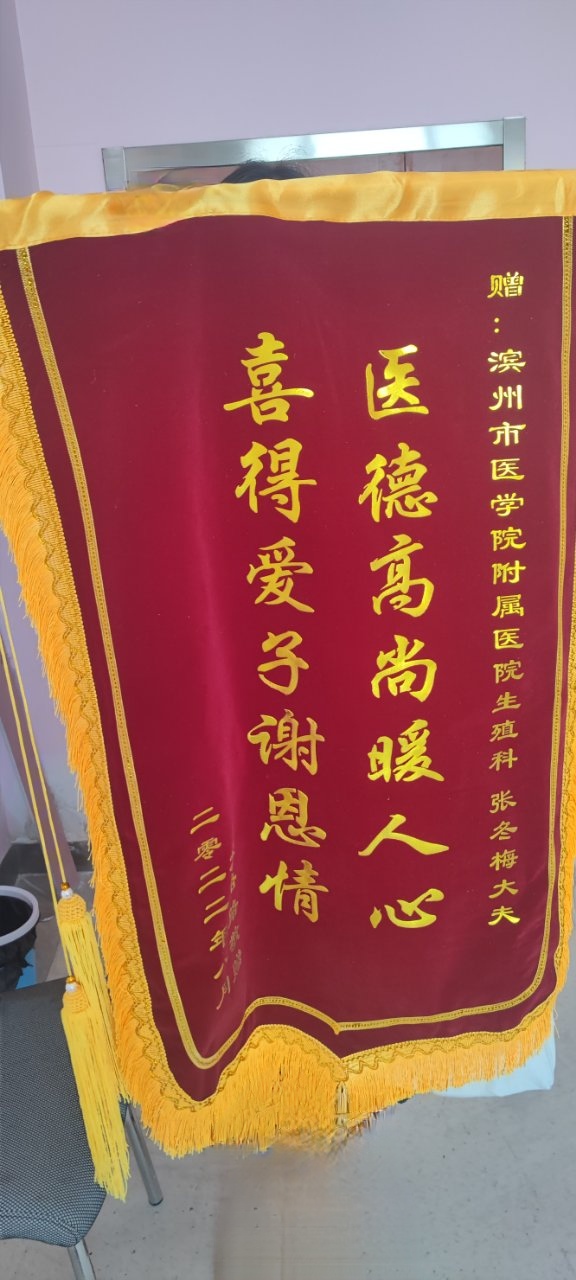 赠：滨州市医学院附属医院生殖科 张冬梅大夫
医德高尚暖人心
喜得爱子谢恩情
二零二二年八月